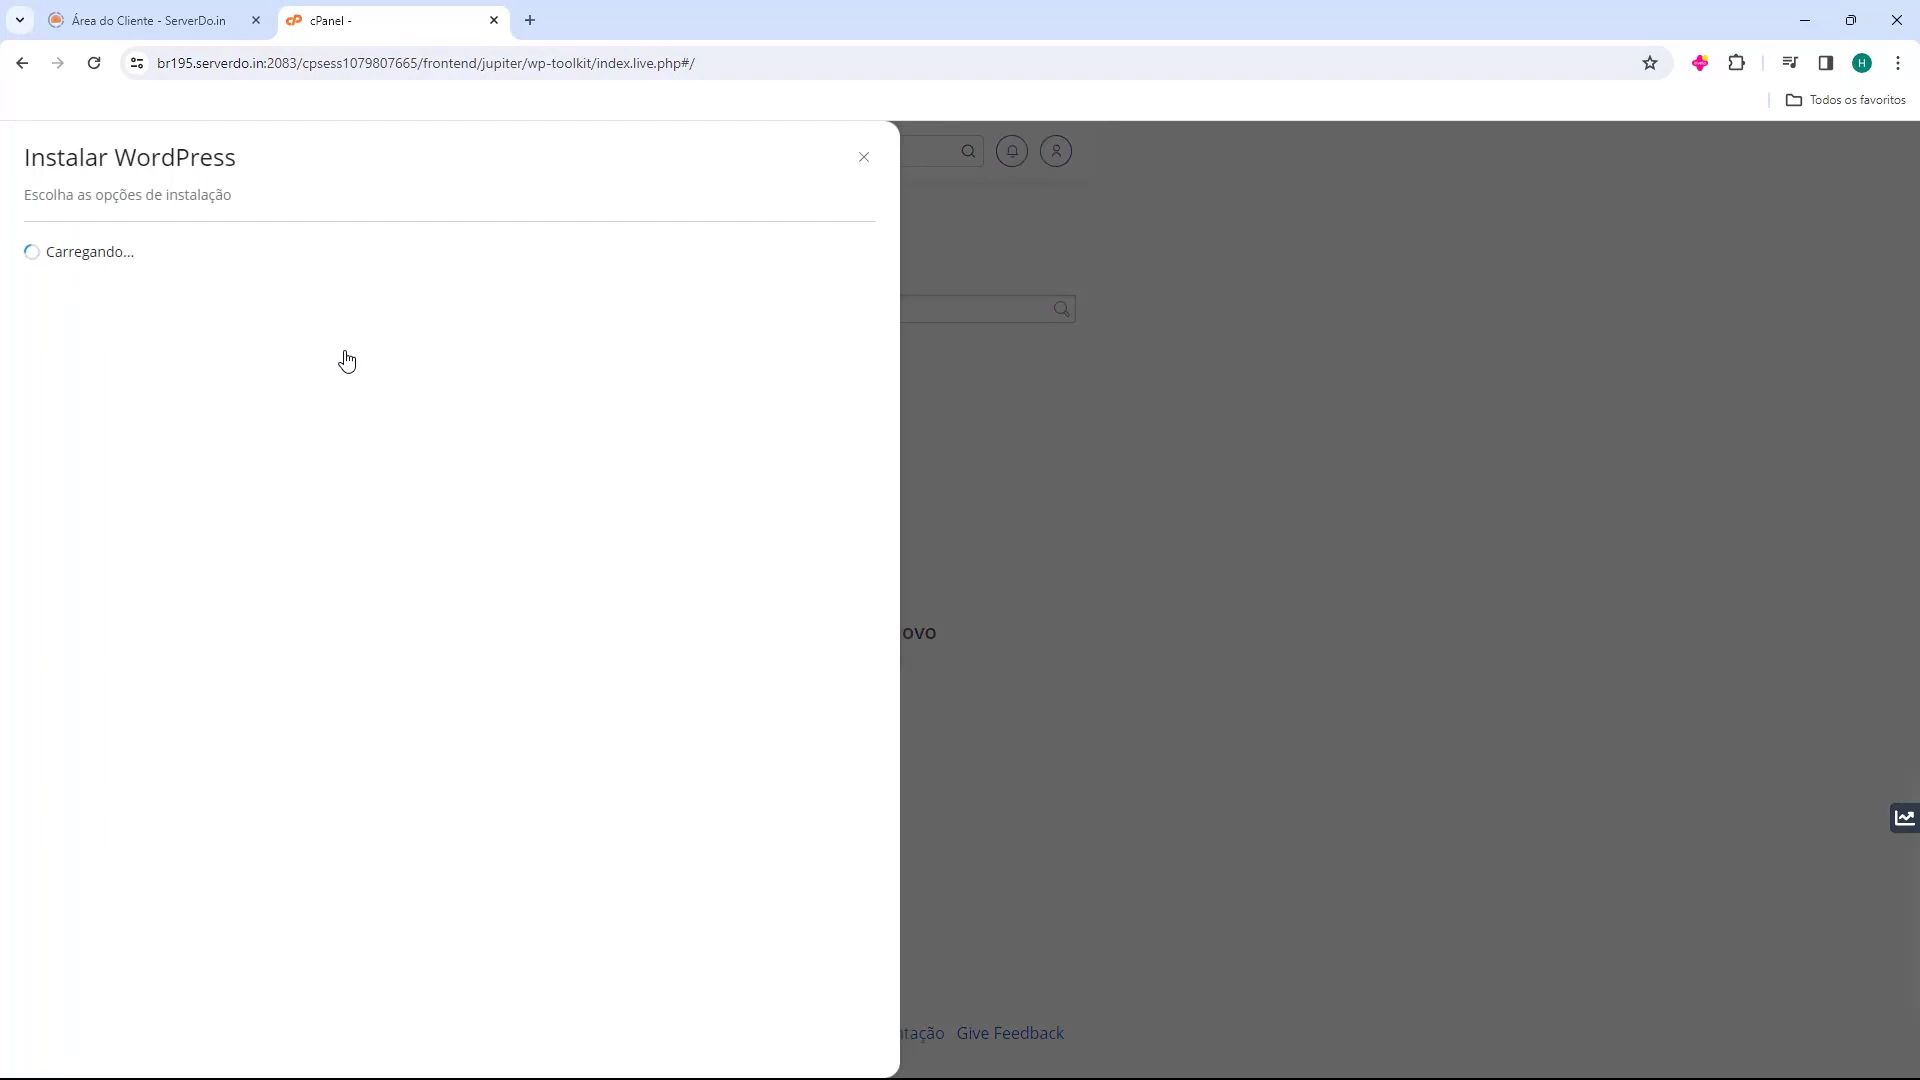 Área do Cliente - ServerDo.in
cPanel -
br195.serverdo.in:2083/cpsess1079807665/frontend/jupiter/wp-toolkit/index.live.php#/
H
Todos os favoritos
Instalar WordPress
Escolha as opções de instalação
Carregando...
ovo
ntação Give Feedback